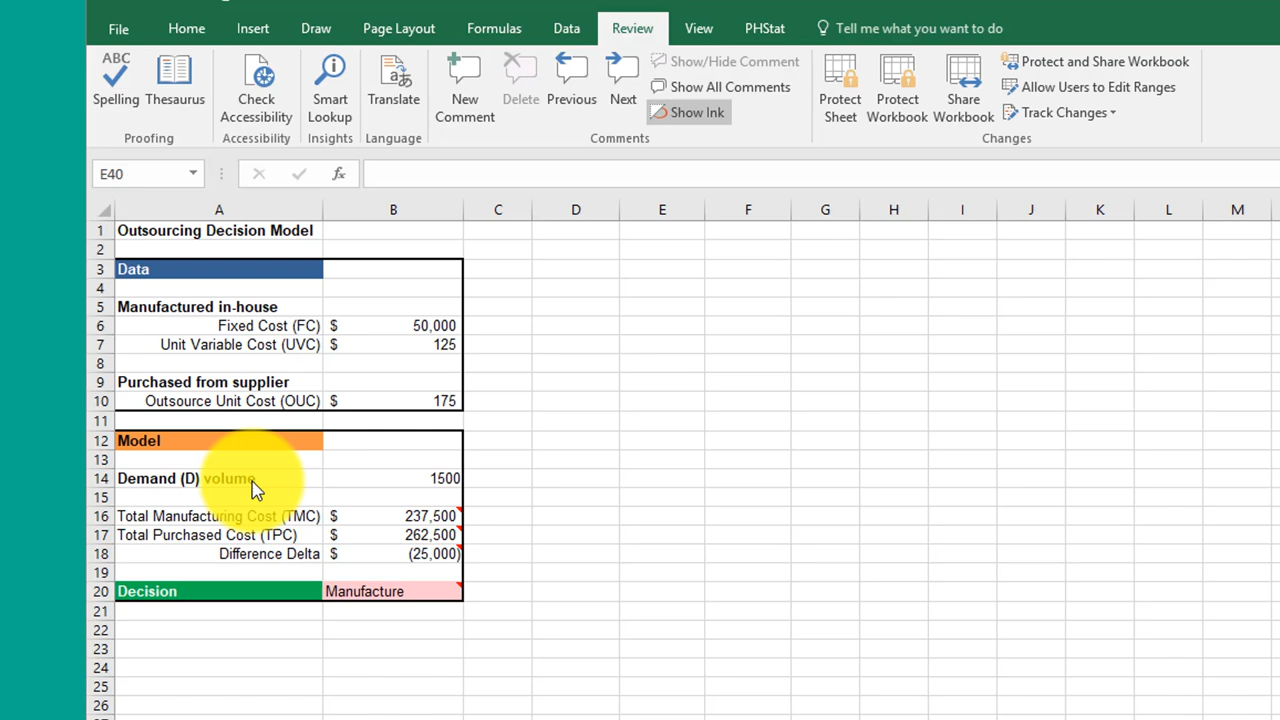 File Home Insert Draw Page Layout Formulas Data Review View PHStat Tell me what you want to do
ABC
Spelling Thesaurus Check Accessibility Smart Lookup Translate New Comment Delete Previous Next Show/Hide Comment Show All Comments Show Ink Protect Sheet Protect Workbook Share Workbook Protect and Share Workbook Allow Users to Edit Ranges Track Changes
Proofing Accessibility Insights Language Comments Changes
E40 fx
A B C D E F G H I J K L M
1 Outsourcing Decision Model
2
3 Data
4
5 Manufactured in-house
6 Fixed Cost (FC) $ 50,000
7 Unit Variable Cost (UVC) $ 125
8
9 Purchased from supplier
10 Outsource Unit Cost (OUC) $ 175
11
12 Model
13
14 Demand (D) volume 1500
15
16 Total Manufacturing Cost (TMC) $ 237,500
17 Total Purchased Cost (TPC) $ 262,500
18 Difference Delta $ (25,000)
19
20 Decision Manufacture
21
22
23
24
25
26